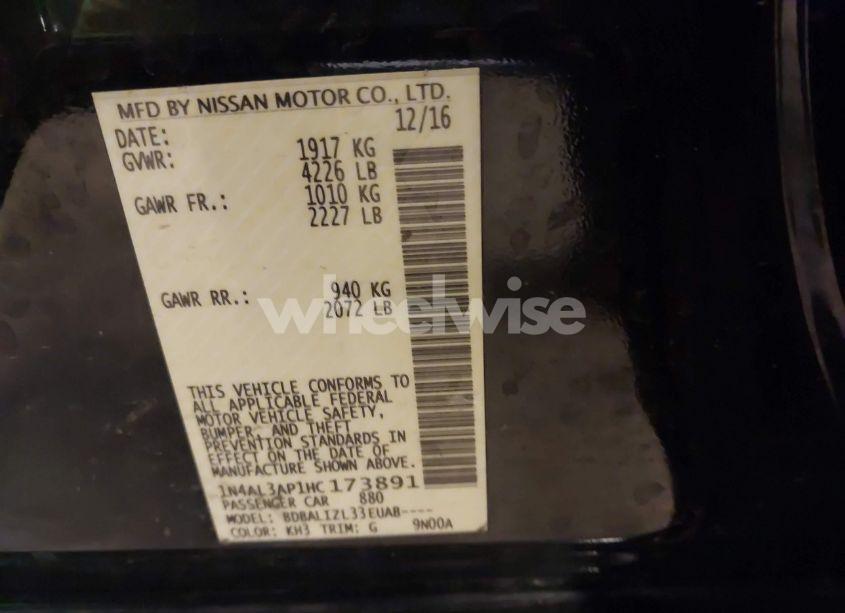 MFD BY NISSAN MOTOR CO., LTD.
DATE: 12/16
GVWR: 1917 KG
4226 LB
GAWR FR.: 1010 KG
2227 LB
GAWR RR.: 940 KG
2072 LB
wheelwise
THIS VEHICLE CONFORMS TO
ALL APPLICABLE FEDERAL
MOTOR VEHICLE SAFETY,
BUMPER, AND THEFT
PREVENTION STANDARDS IN
EFFECT ON THE DATE OF
MANUFACTURE SHOWN ABOVE.
1N4AL3AP1HC173891
PASSENGER CAR 880
MODEL: BDBALIZL33EUAB----
COLOR: KH3 TRIM: G 9N00A